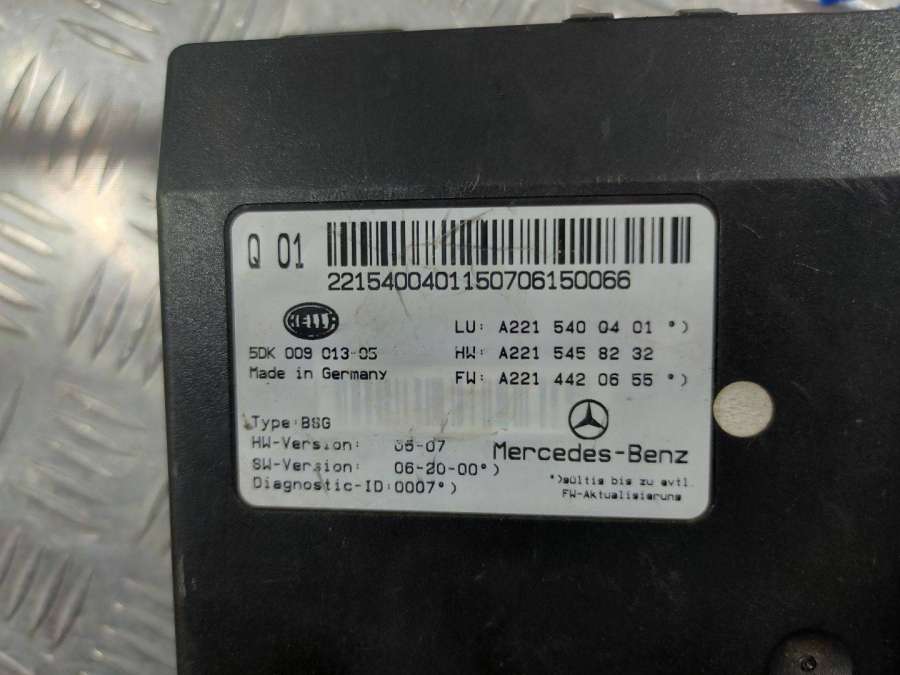 Q 01
2215400401150706150066
HELLA
5DK 009 013-05
Made in Germany
LU: A221 540 04 01 *)
HW: A221 545 82 32
FW: A221 442 06 55 *)
Type: BSG
HW-Version: 05-07
SW-Version: 06-20-00*)
Diagnostic-ID:0007*)
Mercedes-Benz
*)gültig bis zu evtl.
FW-Aktualisierung